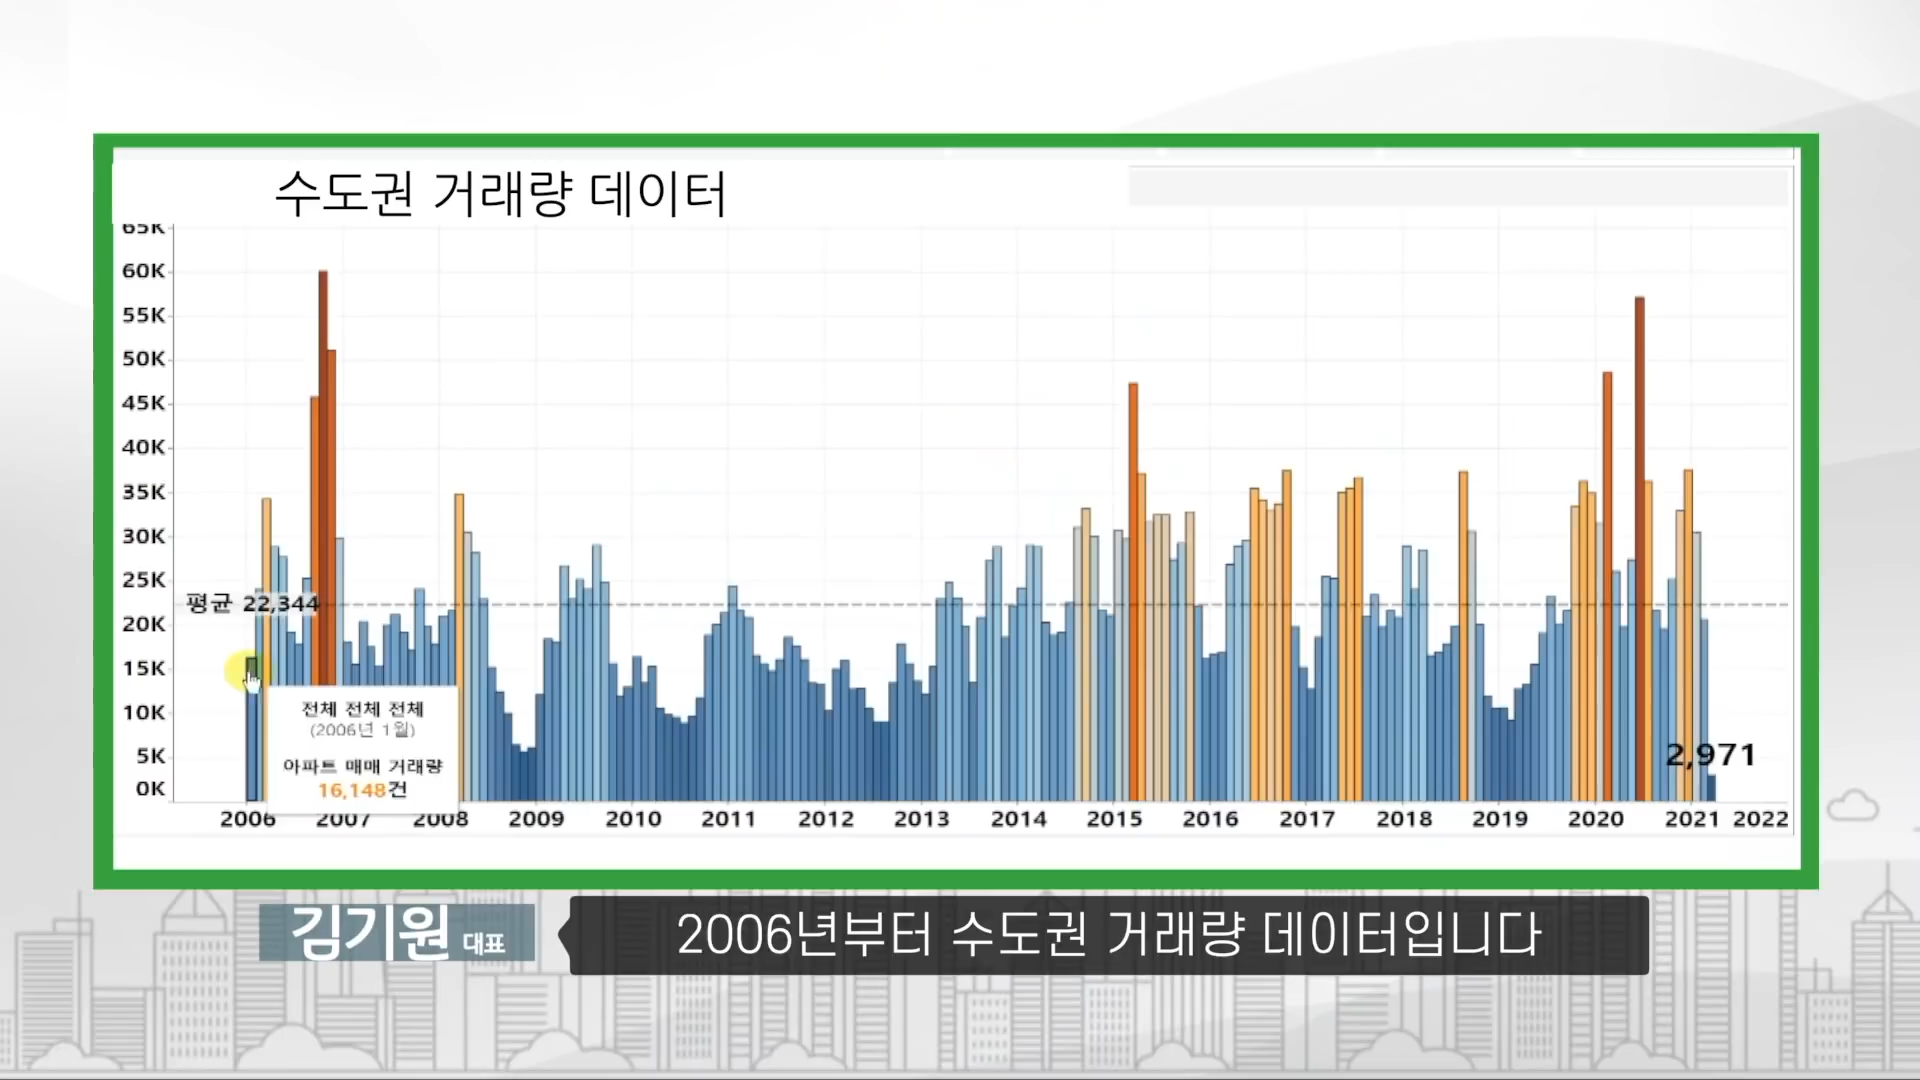 수도권 거래량 데이터
65K
60K
55K
50K
45K
40K
35K
30K
25K
평균 22,344
20K
15K
10K
5K
0K
전체 전체 전체
(2006년 1월)
아파트 매매 거래량
16,148건
2,971
2006 2007 2008 2009 2010 2011 2012 2013 2014 2015 2016 2017 2018 2019 2020 2021 2022
김기원 대표
2006년부터 수도권 거래량 데이터입니다